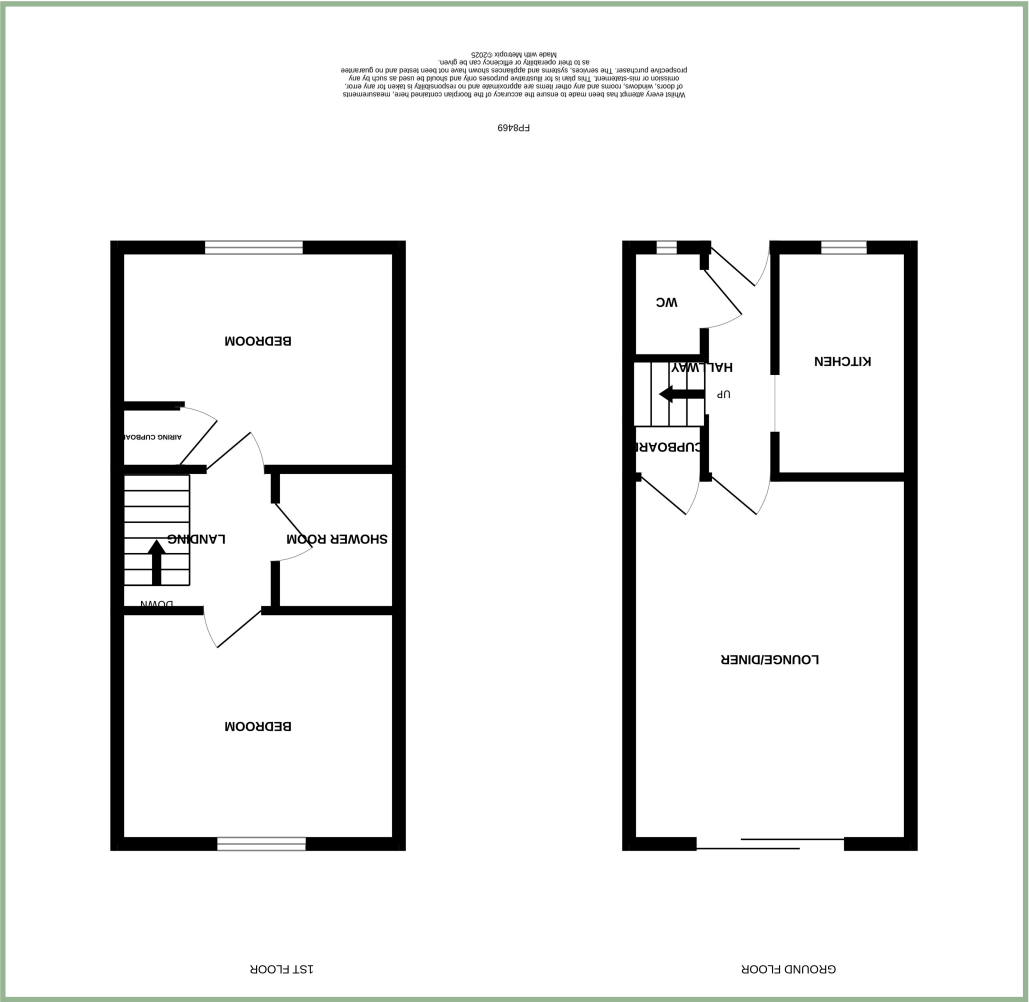 GROUND FLOOR
1ST FLOOR
LOUNGE/DINER
CUPBOARD
UP
HALLWAY
KITCHEN
WC
BEDROOM
DOWN
SHOWER ROOM
LANDING
AIRING CUPBOAR
BEDROOM
FP8469
Whilst every attempt has been made to ensure the accuracy of the floorplan contained here, measurements
of doors, windows, rooms and any other items are approximate and no responsibility is taken for any error,
omission or mis-statement. This plan is for illustrative purposes only and should be used as such by any
prospective purchaser. The services, systems and appliances shown have not been tested and no guarantee
as to their operability or efficiency can be given.
Made with Metropix ©2025